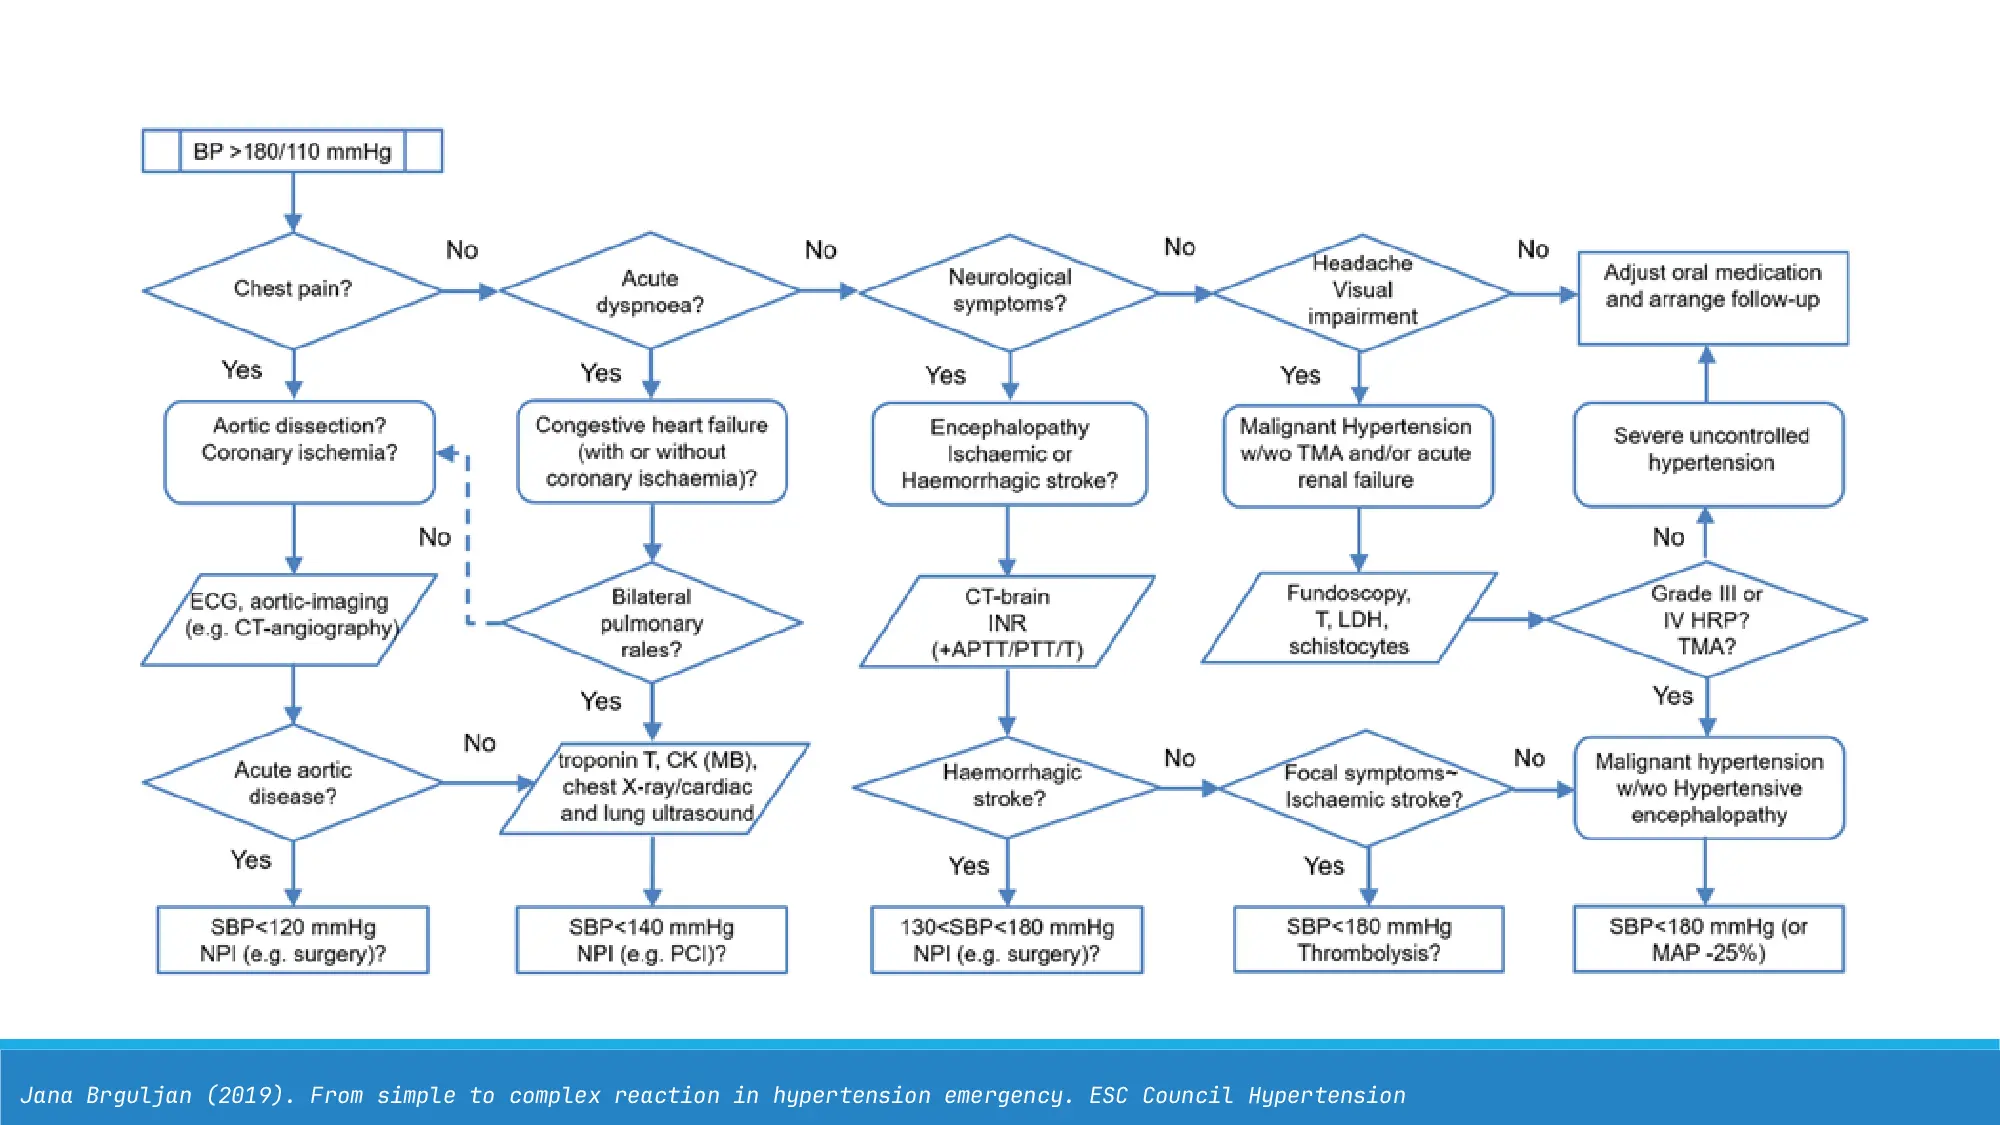 BP >180/110 mmHg
Chest pain?
No
Acute
dyspnoea?
No
Neurological
symptoms?
No
Headache
Visual
impairment
No
Adjust oral medication
and arrange follow-up
Yes
Yes
Yes
Yes
Aortic dissection?
Coronary ischemia?
Congestive heart failure
(with or without
coronary ischaemia)?
Encephalopathy
Ischaemic or
Haemorrhagic stroke?
Malignant Hypertension
w/wo TMA and/or acute
renal failure
Severe uncontrolled
hypertension
No
No
ECG, aortic-imaging
(e.g. CT-angiography)
Bilateral
pulmonary
rales?
CT-brain
INR
(+APTT/PTT/T)
Fundoscopy,
T, LDH,
schistocytes
Grade III or
IV HRP?
TMA?
Yes
Yes
Acute aortic
disease?
No
troponin T, CK (MB),
chest X-ray/cardiac
and lung ultrasound
Haemorrhagic
stroke?
No
Focal symptoms~
Ischaemic stroke?
No
Malignant hypertension
w/wo Hypertensive
encephalopathy
Yes
Yes
Yes
SBP<120 mmHg
NPI (e.g. surgery)?
SBP<140 mmHg
NPI (e.g. PCI)?
130<SBP<180 mmHg
NPI (e.g. surgery)?
SBP<180 mmHg
Thrombolysis?
SBP<180 mmHg (or
MAP -25%)
Jana Brguljan (2019). From simple to complex reaction in hypertension emergency. ESC Council Hypertension